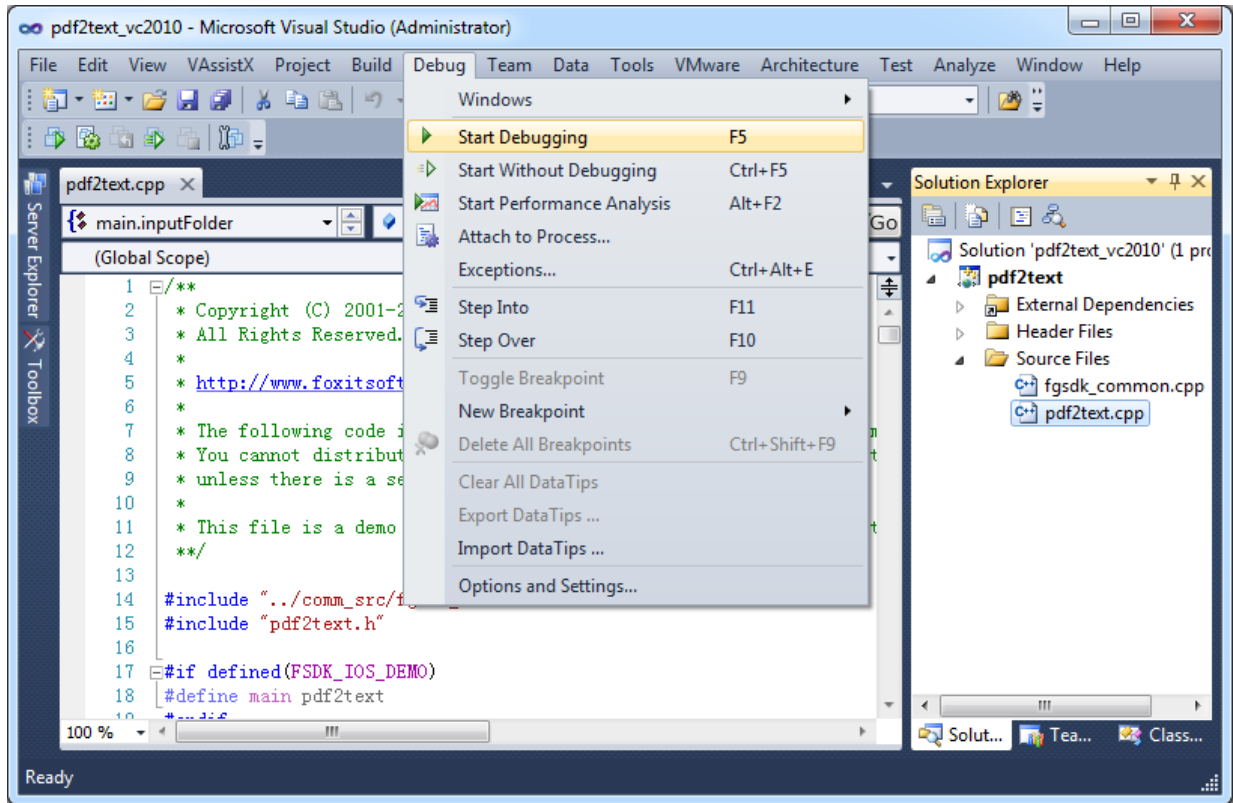 pdf2text_vc2010 - Microsoft Visual Studio (Administrator)
File Edit View VAssistX Project Build Debug Team Data Tools VMware Architecture Test Analyze Window Help
Windows
Start Debugging F5
Start Without Debugging Ctrl+F5
Start Performance Analysis Alt+F2
Attach to Process...
Exceptions... Ctrl+Alt+E
Step Into F11
Step Over F10
Toggle Breakpoint F9
New Breakpoint
Delete All Breakpoints Ctrl+Shift+F9
Clear All DataTips
Export DataTips ...
Import DataTips ...
Options and Settings...
Server Explorer
Toolbox
pdf2text.cpp
main.inputFolder
Go
(Global Scope)
1 /**
2 * Copyright (C) 2001-
3 * All Rights Reserved.
4 *
5 * http://www.foxitsoft
6 *
7 * The following code
8 * You cannot distribut
9 * unless there is a se
10 *
11 * This file is a demo
12 **/
13
14 #include "../comm_src/
15 #include "pdf2text.h"
16
17 #if defined(FSDK_IOS_DEMO)
18 #define main pdf2text
19 #endif
100 %
Solution Explorer
Solution 'pdf2text_vc2010' (1 pro
pdf2text
External Dependencies
Header Files
Source Files
fgsdk_common.cpp
pdf2text.cpp
Solut... Tea... Class...
Ready